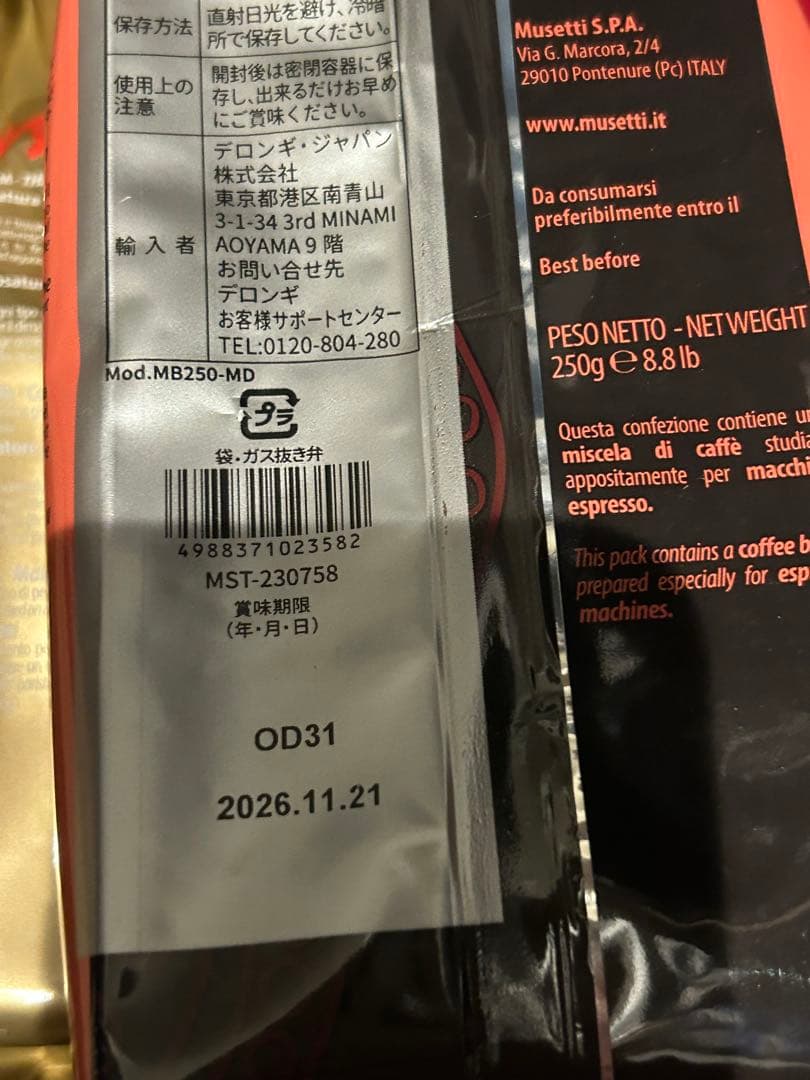 保存方法
直射日光を避け、冷暗
所で保存してください。
使用上の
注意
開封後は密閉容器に保
存し、出来るだけお早め
にご賞味ください。
輸入者
デロンギ・ジャパン
株式会社
東京都港区南青山
3-1-34 3rd MINAMI
AOYAMA 9 階
お問い合せ先
デロンギ
お客様サポートセンター
TEL:0120-804-280
Mod.MB250-MD
プラ
袋・ガス抜き弁
4988371023582
MST-230758
賞味期限
(年・月・日)
OD31
2026.11.21
Musetti S.P.A.
Via G. Marcora, 2/4
29010 Pontenure (Pc) ITALY
www.musetti.it
Da consumarsi
preferibilmente entro il
Best before
PESO NETTO - NET WEIGHT
250g ℮ 8.8 lb
Questa confezione contiene
miscela di caffè studia
appositamente per macchi
espresso.
This pack contains a coffee b
prepared especially for esp
machines.